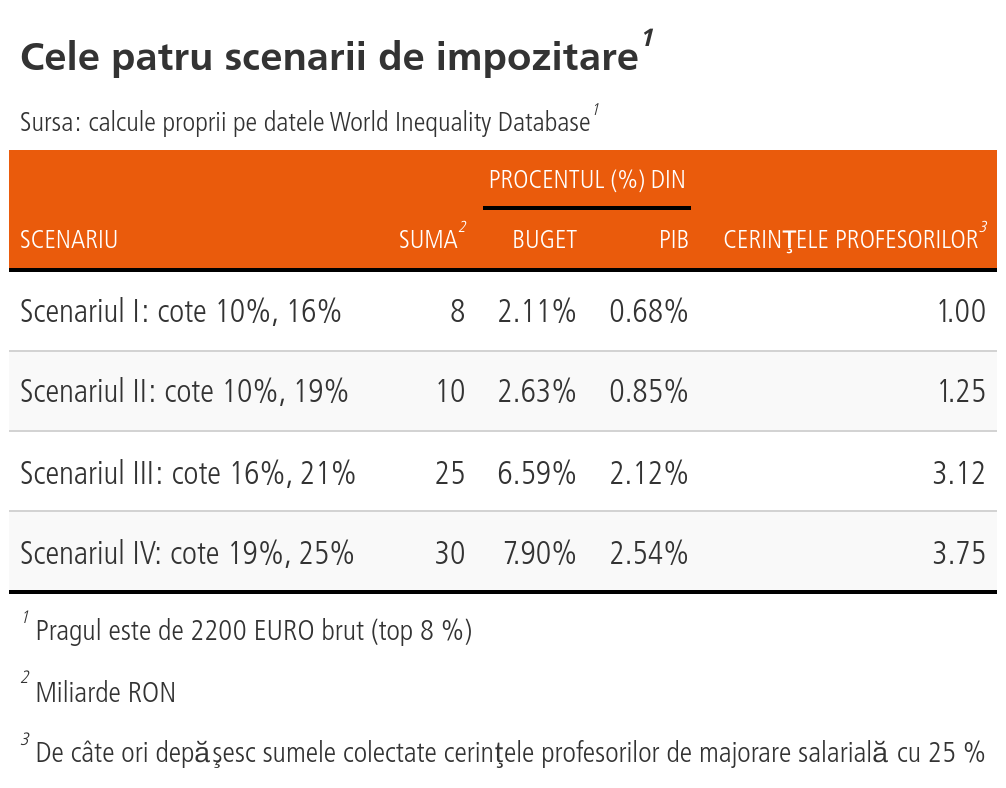 Cele patru scenarii de impozitare¹
Sursa: calcule proprii pe datele World Inequality Database¹
PROCENTUL (%) DIN
SCENARIU SUMA² BUGET PIB CERINŢELE PROFESORILOR³
Scenariul I: cote 10%, 16% 8 2.11% 0.68% 1.00
Scenariul II: cote 10%, 19% 10 2.63% 0.85% 1.25
Scenariul III: cote 16%, 21% 25 6.59% 2.12% 3.12
Scenariul IV: cote 19%, 25% 30 7.90% 2.54% 3.75
¹ Pragul este de 2200 EURO brut (top 8 %)
² Miliarde RON
³ De câte ori depăşesc sumele colectate cerinţele profesorilor de majorare salarială cu 25 %